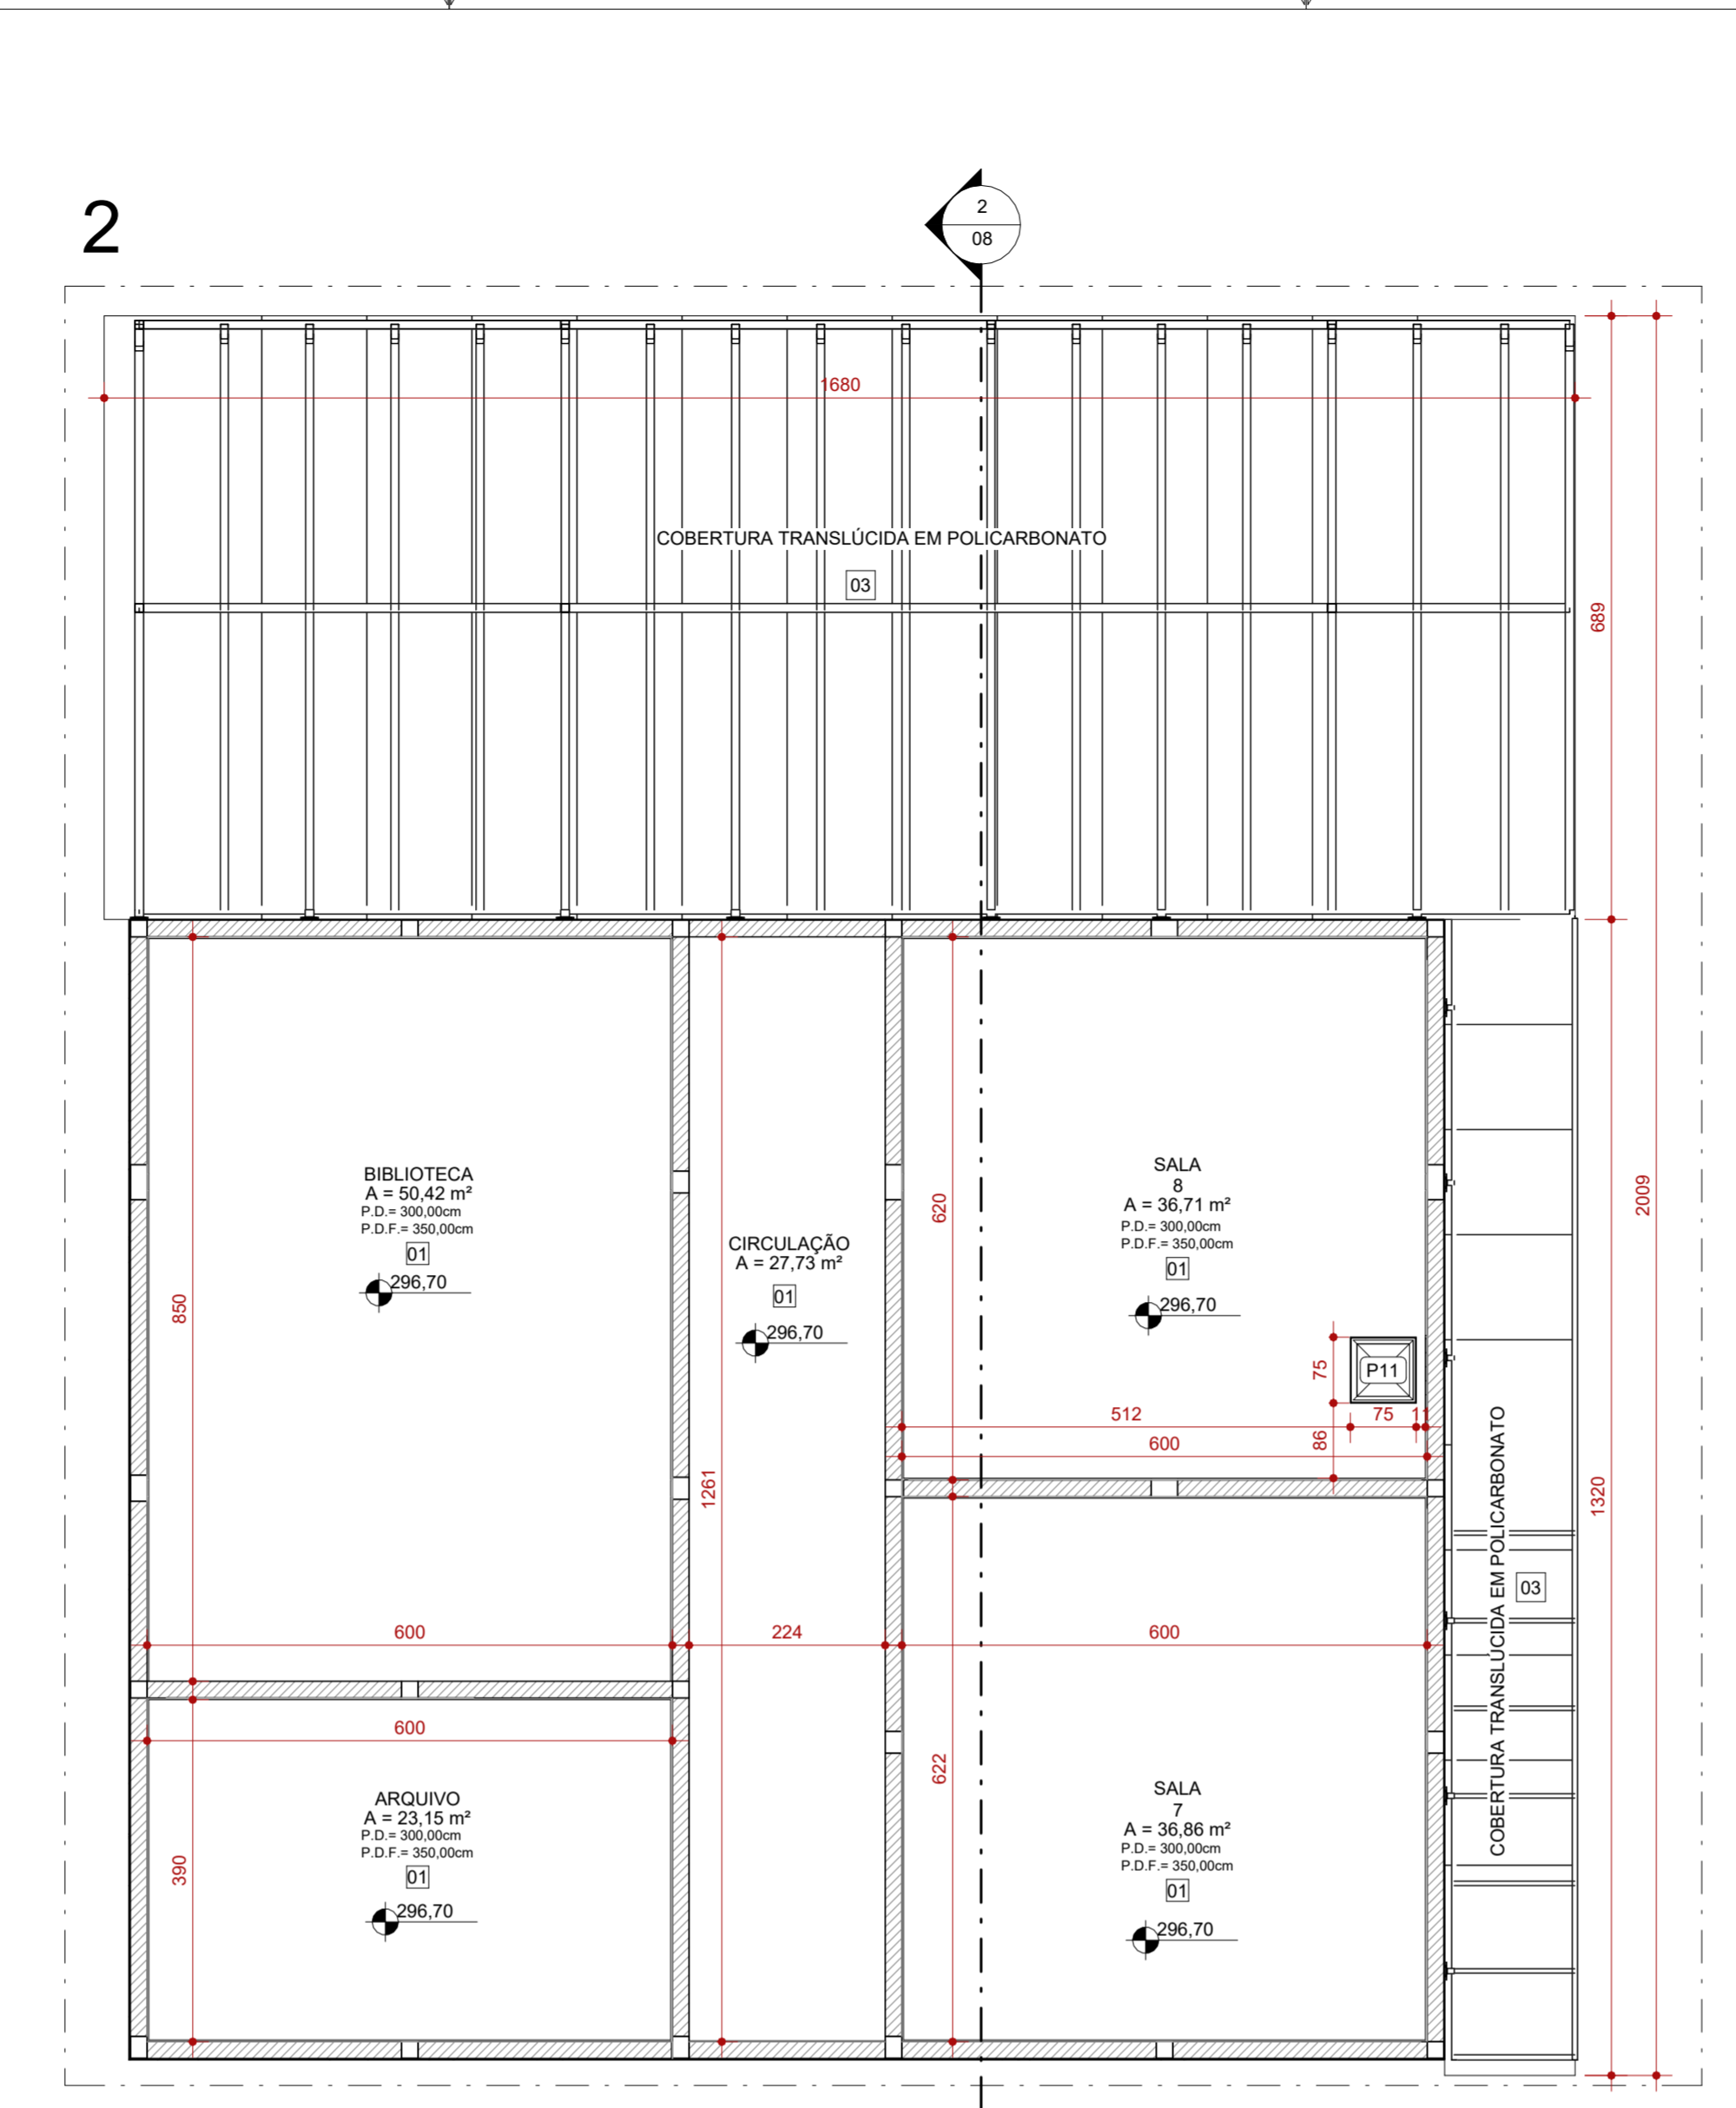 2
2
08
1680
COBERTURA TRANSLÚCIDA EM POLICARBONATO
03
689
2009
1320
BIBLIOTECA
A = 50,42 m²
P.D.= 300,00cm
P.D.F.= 350,00cm
01
296,70
850
CIRCULAÇÃO
A = 27,73 m²
01
296,70
1261
620
SALA
8
A = 36,71 m²
P.D.= 300,00cm
P.D.F.= 350,00cm
01
296,70
75
P11
512
75
11
86
600
COBERTURA TRANSLÚCIDA EM POLICARBONATO
03
600
224
600
600
ARQUIVO
A = 23,15 m²
P.D.= 300,00cm
P.D.F.= 350,00cm
01
296,70
390
622
SALA
7
A = 36,86 m²
P.D.= 300,00cm
P.D.F.= 350,00cm
01
296,70